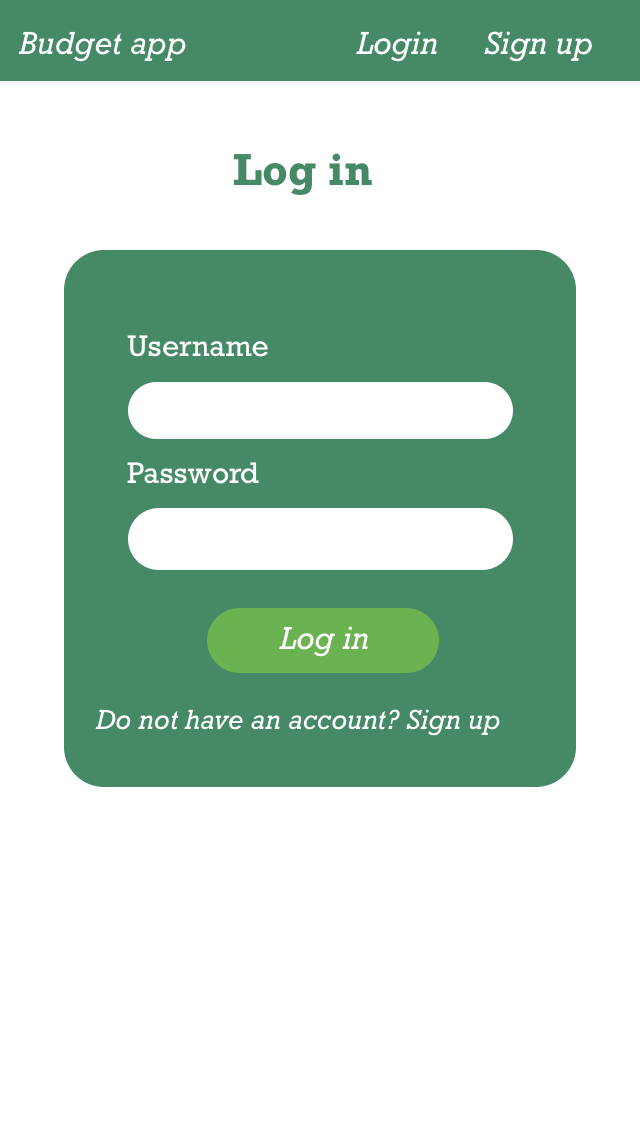 Budget app Login Sign up
Log in
Username
Password
Log in
Do not have an account? Sign up